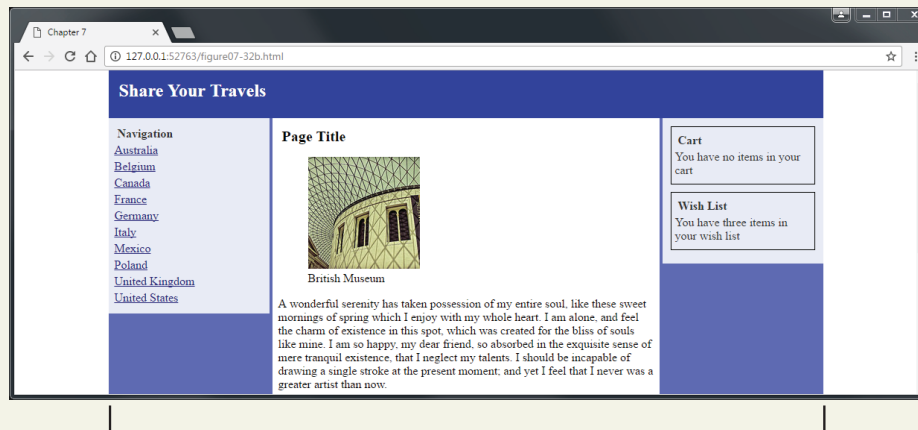 Chapter 7
127.0.0.1:52763/figure07-32b.html
Share Your Travels
Navigation
Australia
Belgium
Canada
France
Germany
Italy
Mexico
Poland
United Kingdom
United States
Page Title
British Museum
A wonderful serenity has taken possession of my entire soul, like these sweet
mornings of spring which I enjoy with my whole heart. I am alone, and feel
the charm of existence in this spot, which was created for the bliss of souls
like mine. I am so happy, my dear friend, so absorbed in the exquisite sense of
mere tranquil existence, that I neglect my talents. I should be incapable of
drawing a single stroke at the present moment; and yet I feel that I never was a
greater artist than now.
Cart
You have no items in your
cart
Wish List
You have three items in
your wish list